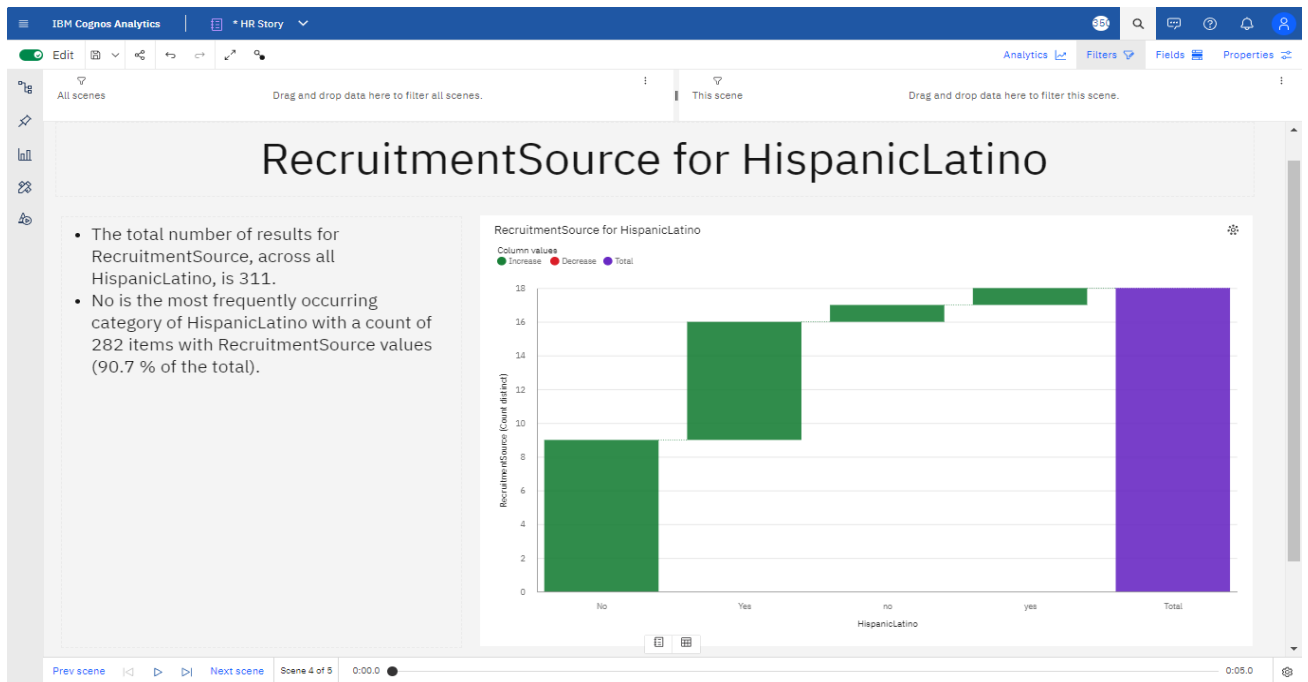 IBM Cognos Analytics
* HR Story
Edit
Analytics
Filters
Fields
Properties
All scenes
Drag and drop data here to filter all scenes.
This scene
Drag and drop data here to filter this scene.
RecruitmentSource for HispanicLatino
• The total number of results for
RecruitmentSource, across all
HispanicLatino, is 311.
• No is the most frequently occurring
category of HispanicLatino with a count of
282 items with RecruitmentSource values
(90.7 % of the total).
RecruitmentSource for HispanicLatino
Column values
Increase Decrease Total
RecruitmentSource (Count distinct)
18
16
14
12
10
8
6
4
2
0
No Yes no yes Total
HispanicLatino
Prev scene
Next scene
Scene 4 of 5
0:00.0
0:05.0